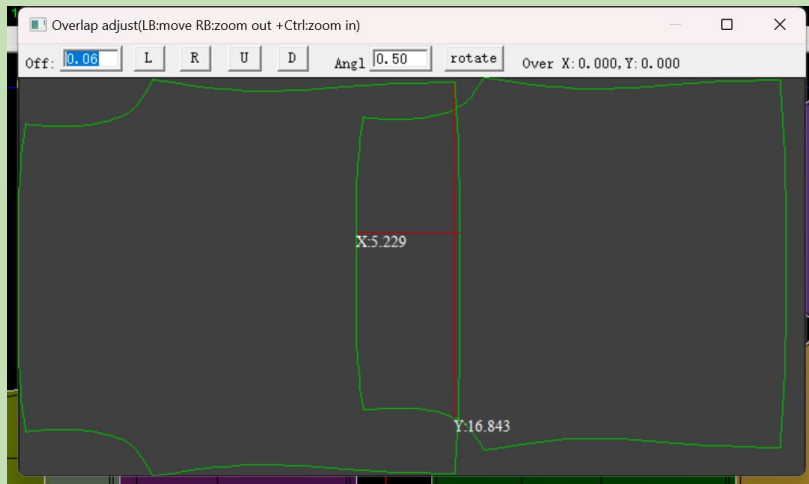 Overlap adjust(LB:move RB:zoom out +Ctrl:zoom in)
Off: 0.06 L R U D Angl 0.50 rotate Over X:0.000,Y:0.000
X:5.229
Y:16.843